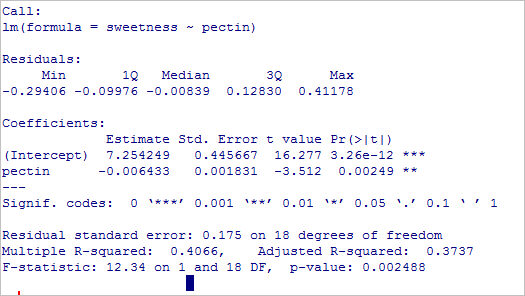 Call:
lm(formula = sweetness ~ pectin)
Residuals:
Min 1Q Median 3Q Max
-0.29406 -0.09976 -0.00839 0.12830 0.41178
Coefficients:
Estimate Std. Error t value Pr(>|t|)
(Intercept) 7.254249 0.445667 16.277 3.26e-12 ***
pectin -0.006433 0.001831 -3.512 0.00249 **
---
Signif. codes: 0 ‘***’ 0.001 ‘**’ 0.01 ‘*’ 0.05 ‘.’ 0.1 ‘ ’ 1
Residual standard error: 0.175 on 18 degrees of freedom
Multiple R-squared: 0.4066, Adjusted R-squared: 0.3737
F-statistic: 12.34 on 1 and 18 DF, p-value: 0.002488